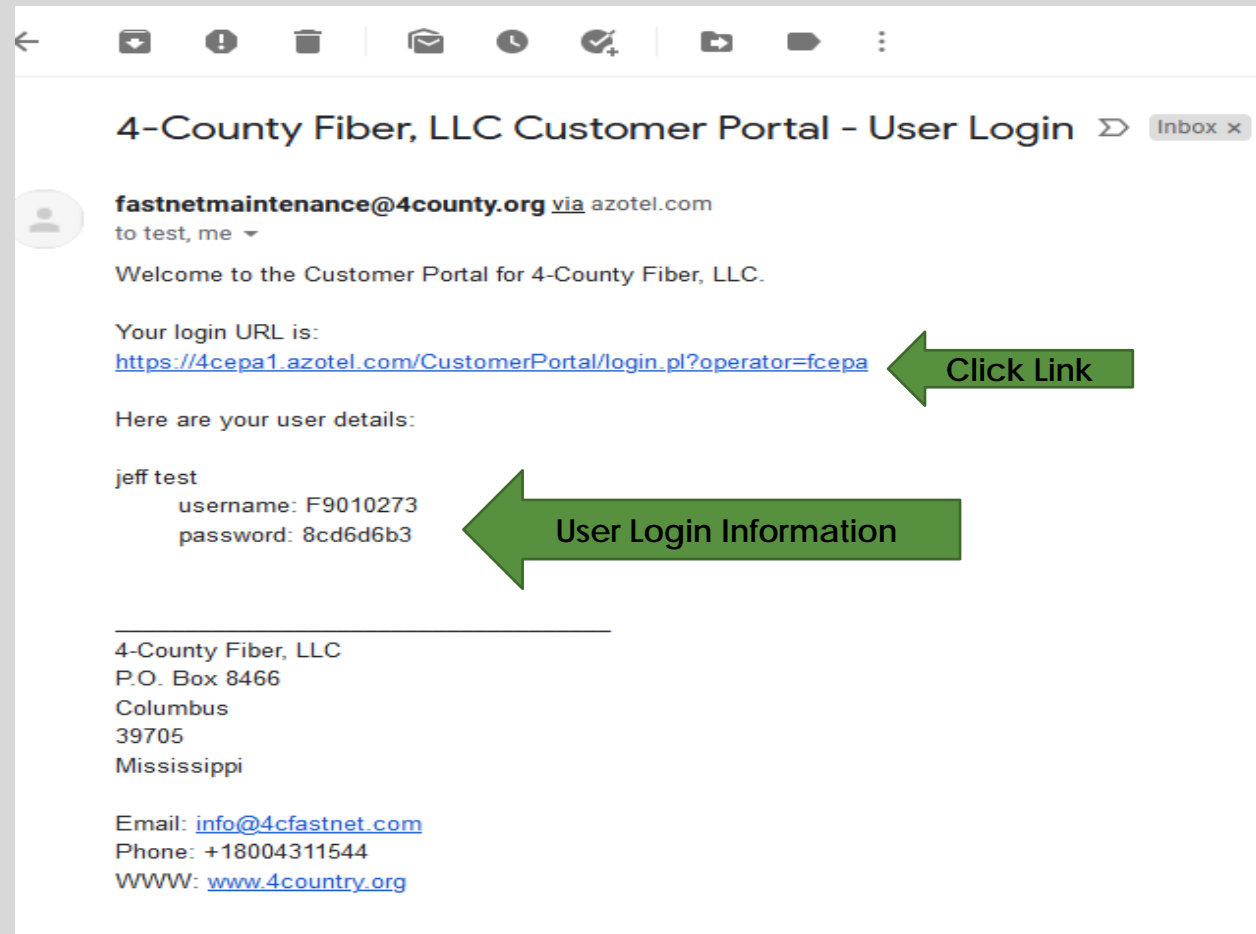 4-County Fiber, LLC Customer Portal - User Login Inbox x
fastnetmaintenance@4county.org via azotel.com
to test, me
Welcome to the Customer Portal for 4-County Fiber, LLC.
Your login URL is:
https://4cepa1.azotel.com/CustomerPortal/login.pl?operator=fcepa
Click Link
Here are your user details:
jeff test
username: F9010273
password: 8cd6d6b3
User Login Information
4-County Fiber, LLC
P.O. Box 8466
Columbus
39705
Mississippi
Email: info@4cfastnet.com
Phone: +18004311544
WWW: www.4country.org